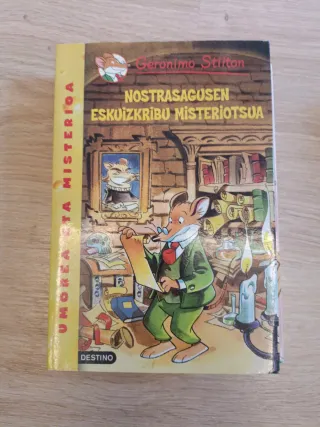 Geronimo Stilton
NOSTRASAGUSEN
ESKUIZKRIBU MISTERIOTSUA
UMOREA ETA MISTERIOA
DESTINO